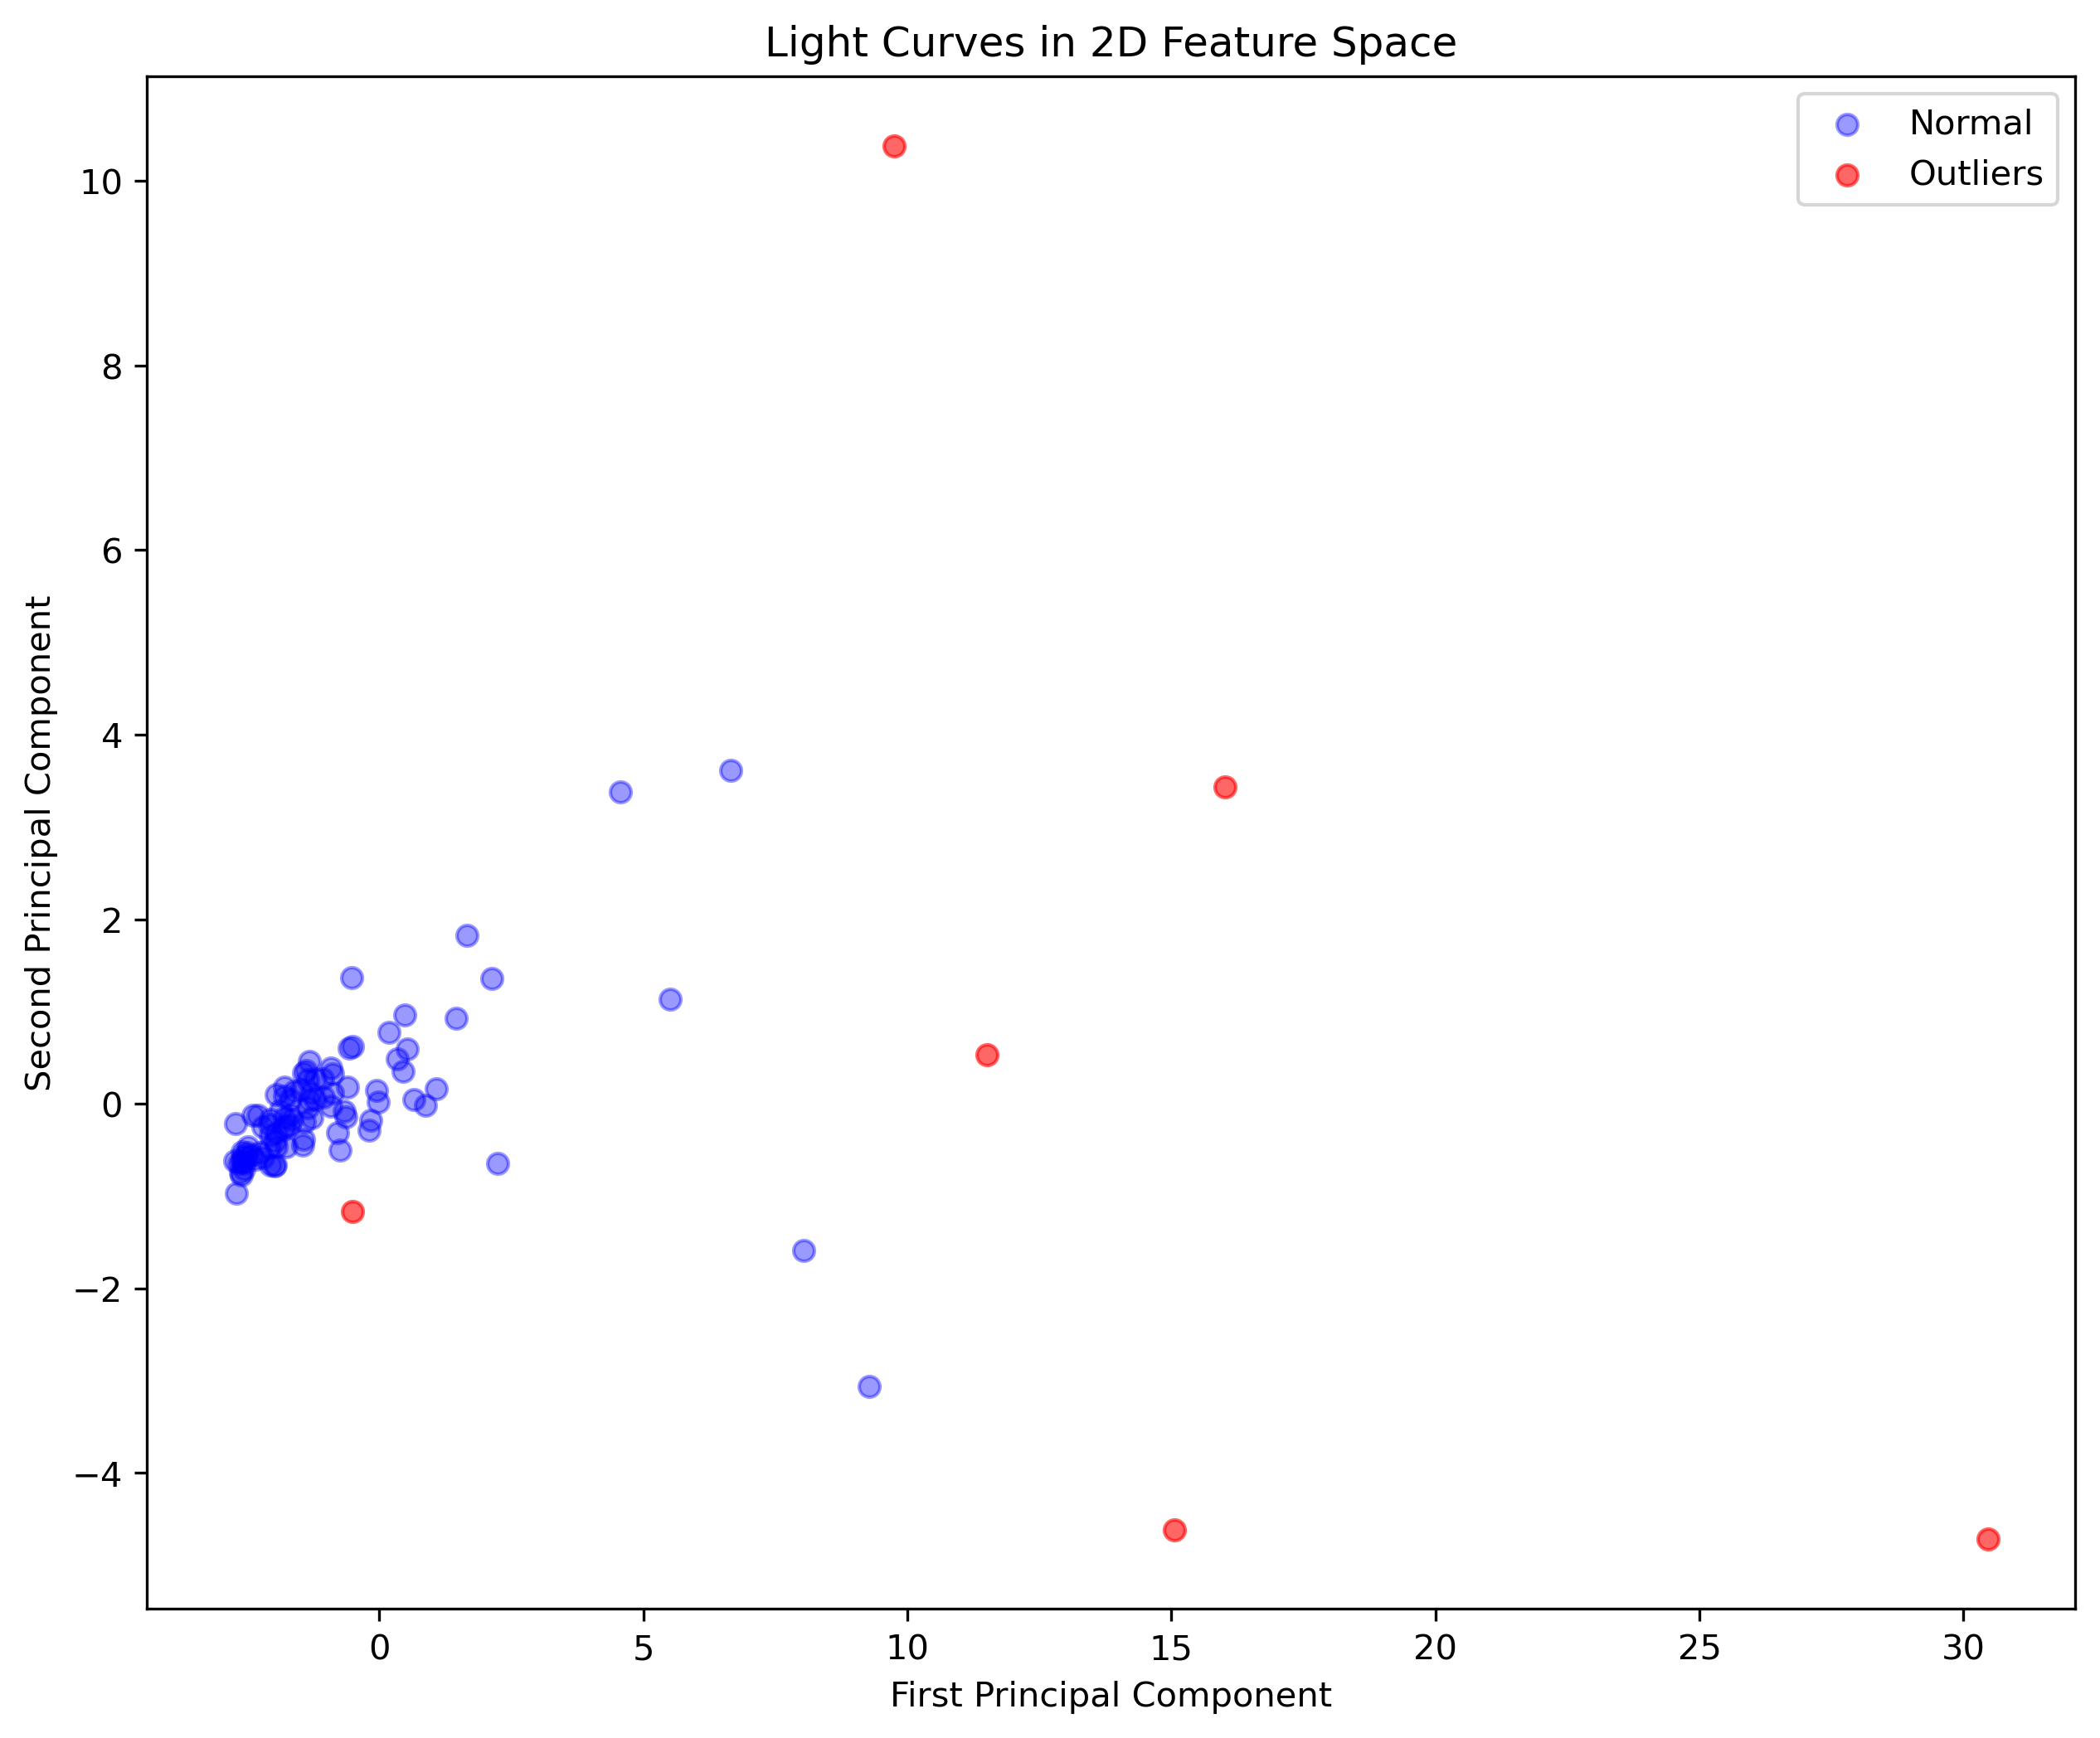 Light Curves in 2D Feature Space
Normal
Outliers
10
8
6
4
2
0
−2
−4
Second Principal Component
0 5 10 15 20 25 30
First Principal Component